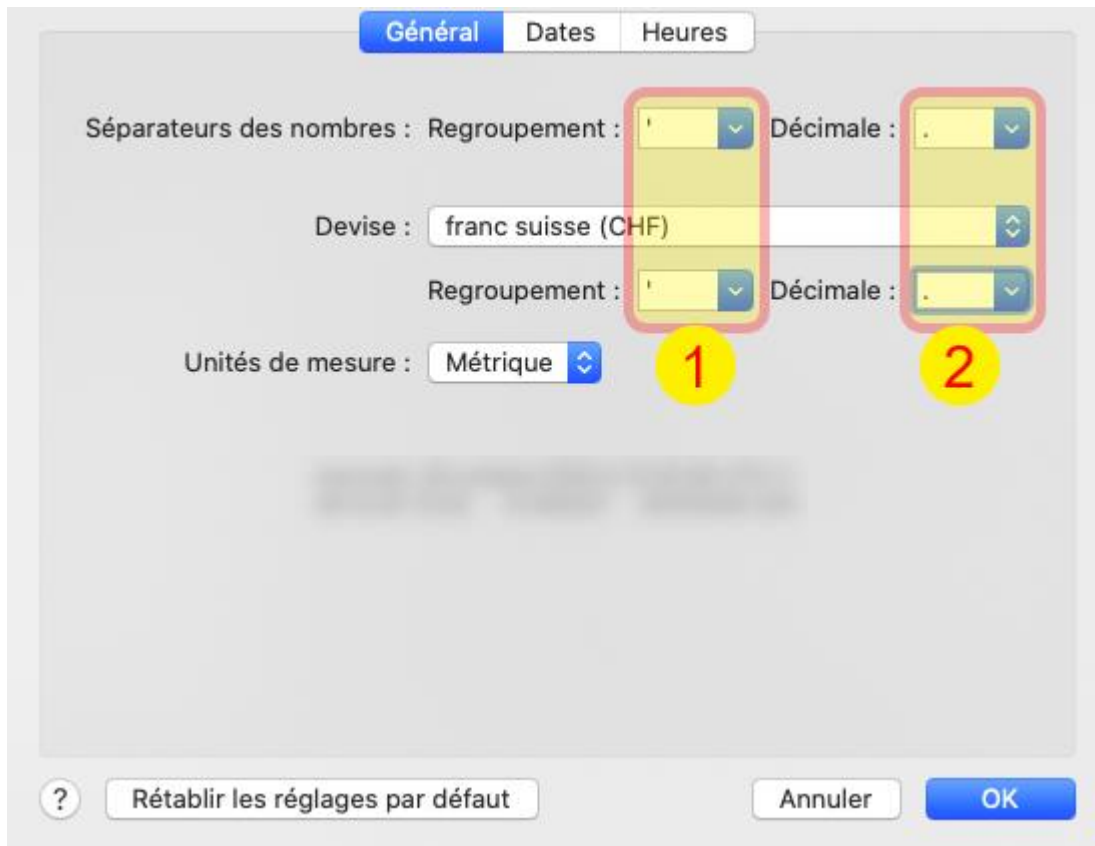 Général Dates Heures
Séparateurs des nombres : Regroupement : ' Décimale : .
Devise : franc suisse (CHF)
Regroupement : ' Décimale : .
Unités de mesure : Métrique
1 2
? Rétablir les réglages par défaut Annuler OK